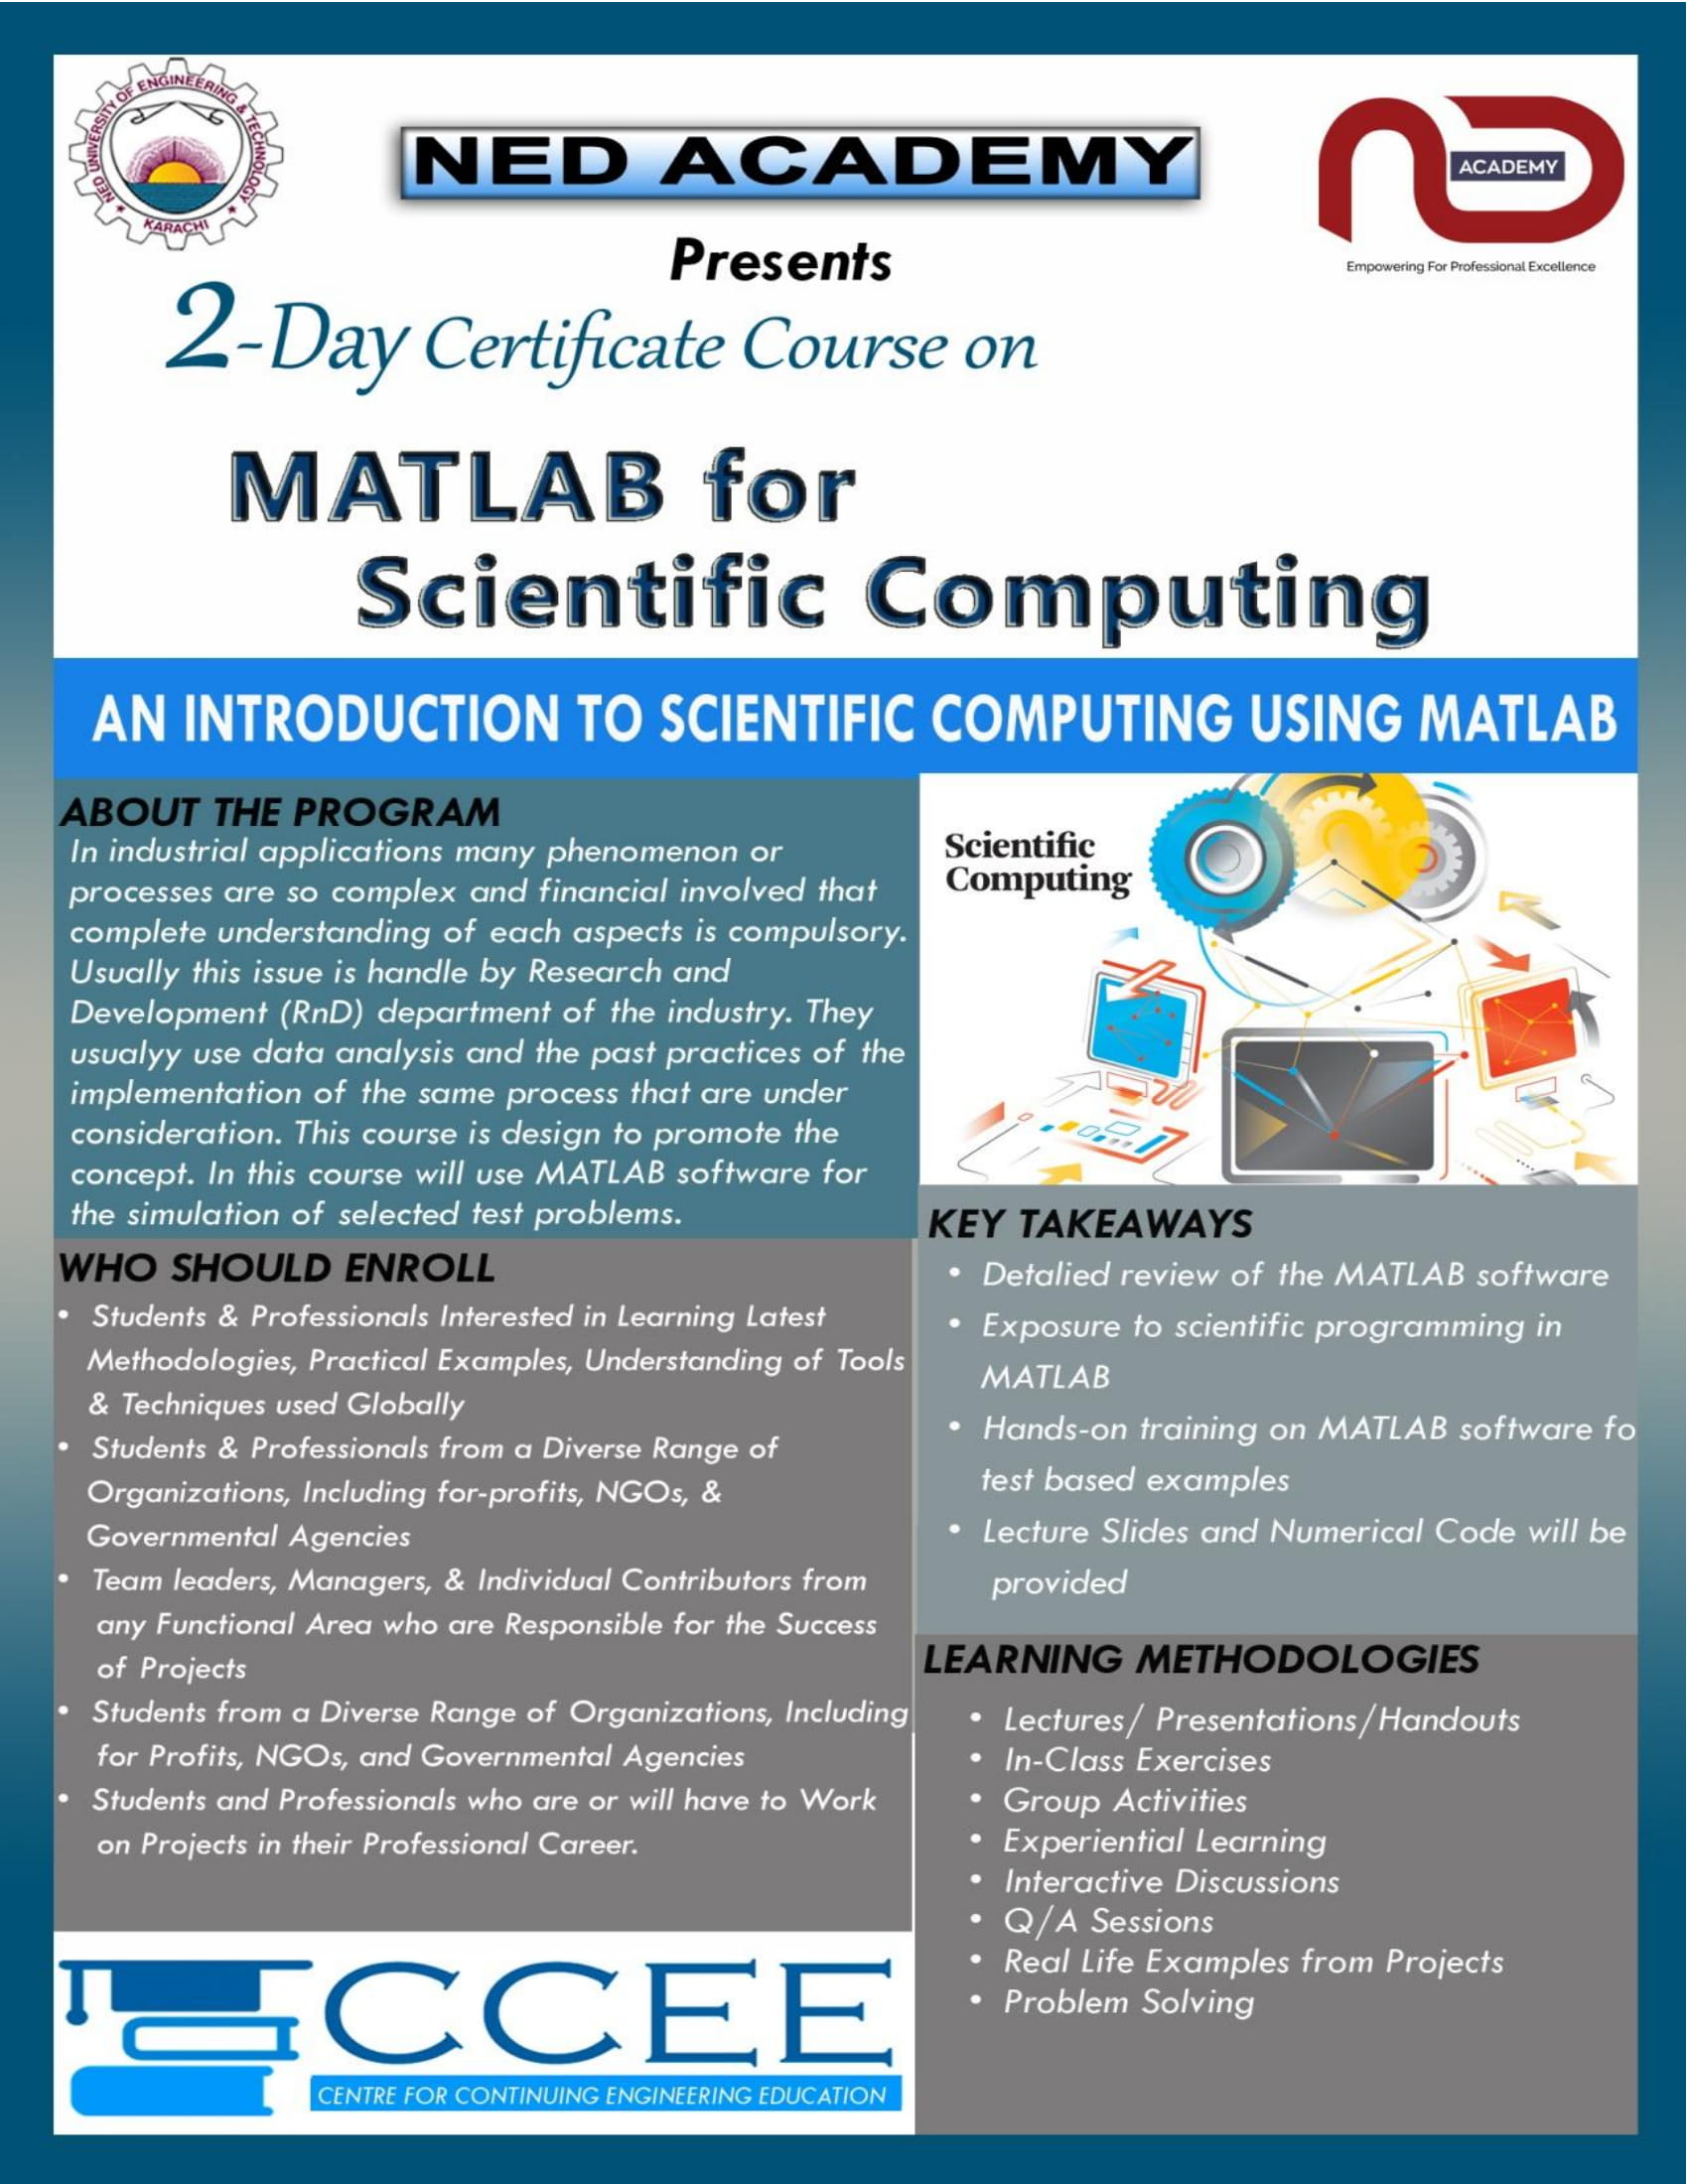 NED UNIVERSITY OF ENGINEERING & TECHNOLOGY
KARACHI
NED ACADEMY
ACADEMY
Empowering For Professional Excellence
Presents
2-Day Certificate Course on
MATLAB for
Scientific Computing
AN INTRODUCTION TO SCIENTIFIC COMPUTING USING MATLAB
ABOUT THE PROGRAM
In industrial applications many phenomenon or
processes are so complex and financial involved that
complete understanding of each aspects is compulsory.
Usually this issue is handle by Research and
Development (RnD) department of the industry. They
usualyy use data analysis and the past practices of the
implementation of the same process that are under
consideration. This course is design to promote the
concept. In this course will use MATLAB software for
the simulation of selected test problems.
WHO SHOULD ENROLL
• Students & Professionals Interested in Learning Latest
Methodologies, Practical Examples, Understanding of Tools
& Techniques used Globally
• Students & Professionals from a Diverse Range of
Organizations, Including for-profits, NGOs, &
Governmental Agencies
• Team leaders, Managers, & Individual Contributors from
any Functional Area who are Responsible for the Success
of Projects
• Students from a Diverse Range of Organizations, Including
for Profits, NGOs, and Governmental Agencies
• Students and Professionals who are or will have to Work
on Projects in their Professional Career.
CCEE
CENTRE FOR CONTINUING ENGINEERING EDUCATION
Scientific
Computing
KEY TAKEAWAYS
• Detalied review of the MATLAB software
• Exposure to scientific programming in
MATLAB
• Hands-on training on MATLAB software fo
test based examples
• Lecture Slides and Numerical Code will be
provided
LEARNING METHODOLOGIES
• Lectures/ Presentations/Handouts
• In-Class Exercises
• Group Activities
• Experiential Learning
• Interactive Discussions
• Q/A Sessions
• Real Life Examples from Projects
• Problem Solving